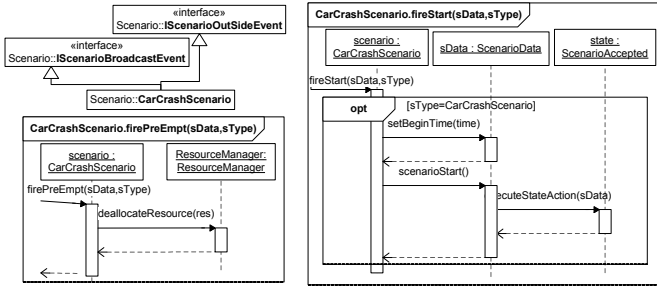 «interface»
Scenario::IScenarioOutSideEvent
«interface»
Scenario::IScenarioBroadcastEvent
Scenario::CarCrashScenario
CarCrashScenario.firePreEmpt(sData,sType)
scenario :
CarCrashScenario
ResourceManager:
ResourceManager
firePreEmpt(sData,sType)
deallocateResource(res)
CarCrashScenario.fireStart(sData,sType)
scenario :
CarCrashScenario
sData : ScenarioData
state :
ScenarioAccepted
fireStart(sData,sType)
opt
[sType=CarCrashScenario]
setBeginTime(time)
scenarioStart()
ecuteStateAction(sData)